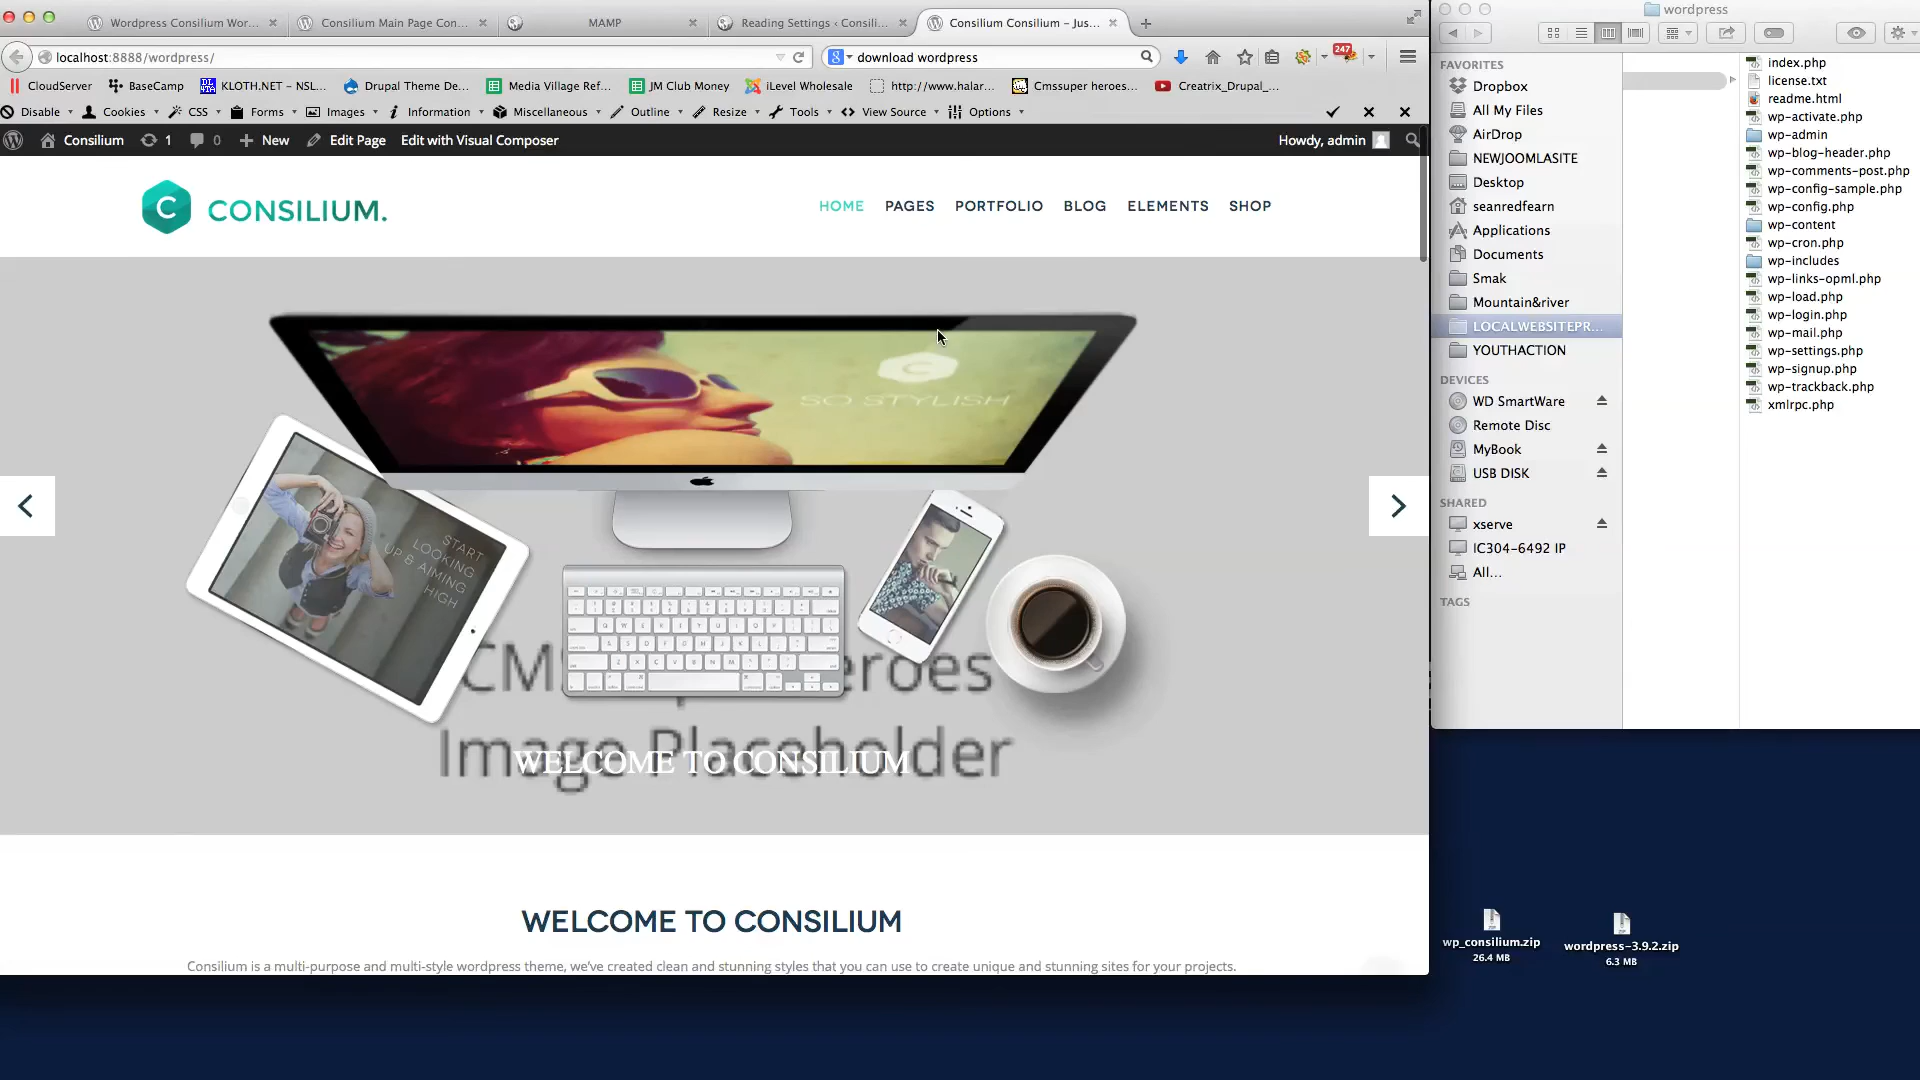 Wordpress Consilium Wor...
Consilium Main Page Con...
MAMP
Reading Settings ‹ Consili...
Consilium Consilium – Jus...
localhost:8888/wordpress/
download wordpress
247
CloudServer
BaseCamp
KLOTH.NET – NSL...
Drupal Theme De...
Media Village Ref...
JM Club Money
iLevel Wholesale
http://www.halar...
Cmssuper heroes...
Creatrix_Drupal_...
Disable
Cookies
CSS
Forms
Images
Information
Miscellaneous
Outline
Resize
Tools
View Source
Options
Consilium
1
0
New
Edit Page
Edit with Visual Composer
Howdy, admin
C CONSILIUM.
HOME
PAGES
PORTFOLIO
BLOG
ELEMENTS
SHOP
C
SO STYLISH
START
LOOKING
UP & AIMING
HIGH
CM
eroes
Image Placeholder
WELCOME TO CONSILIUM
WELCOME TO CONSILIUM
Consilium is a multi-purpose and multi-style wordpress theme, we've created clean and stunning styles that you can use to create unique and stunning sites for your projects.
wordpress
FAVORITES
Dropbox
All My Files
AirDrop
NEWJOOMLASITE
Desktop
seanredfearn
Applications
Documents
Smak
Mountain&river
LOCALWEBSITEPR...
YOUTHACTION
DEVICES
WD SmartWare
Remote Disc
MyBook
USB DISK
SHARED
xserve
IC304-6492 IP
All...
TAGS
index.php
license.txt
readme.html
wp-activate.php
wp-admin
wp-blog-header.php
wp-comments-post.php
wp-config-sample.php
wp-config.php
wp-content
wp-cron.php
wp-includes
wp-links-opml.php
wp-load.php
wp-login.php
wp-mail.php
wp-settings.php
wp-signup.php
wp-trackback.php
xmlrpc.php
wp_consilium.zip
26.4 MB
wordpress-3.9.2.zip
6.3 MB